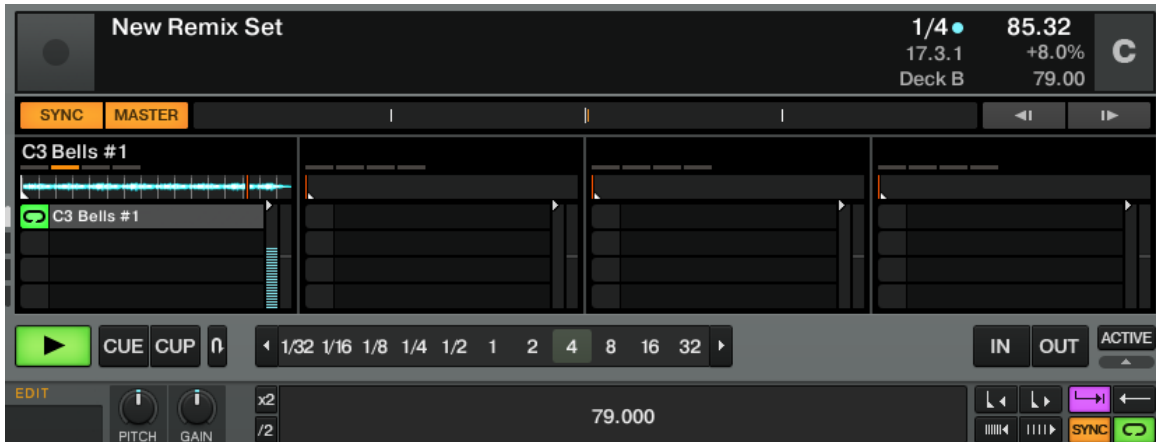 New Remix Set
1/4 85.32
17.3.1 +8.0%
Deck B 79.00
C
SYNC MASTER
C3 Bells #1
C3 Bells #1
CUE CUP
1/32 1/16 1/8 1/4 1/2 1 2 4 8 16 32
IN OUT ACTIVE
EDIT
x2
/2
79.000
PITCH GAIN
SYNC